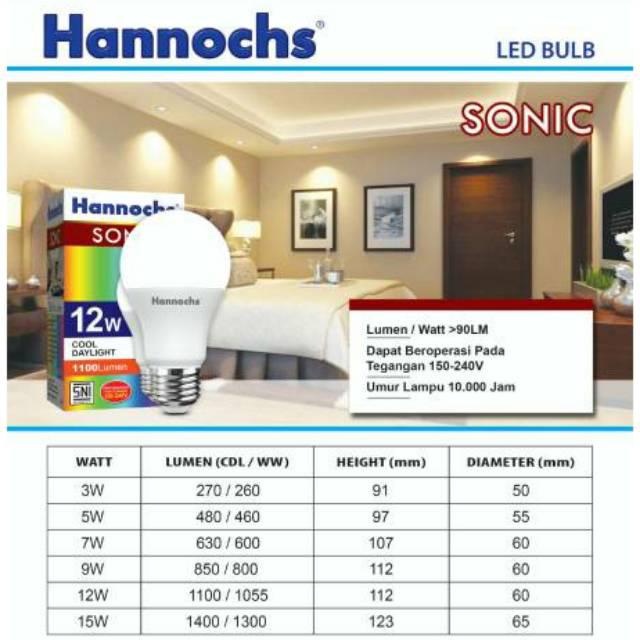 Hannochs®
LED BULB
SONIC
Hannochs
SON
12W
COOL
DAYLIGHT
1100Lumen
SNI
Hannochs
Lumen / Watt >90LM
Dapat Beroperasi Pada
Tegangan 150-240V
Umur Lampu 10.000 Jam
WATT LUMEN (CDL / WW) HEIGHT (mm) DIAMETER (mm)
3W 270 / 260 91 50
5W 480 / 460 97 55
7W 630 / 600 107 60
9W 850 / 800 112 60
12W 1100 / 1055 112 60
15W 1400 / 1300 123 65